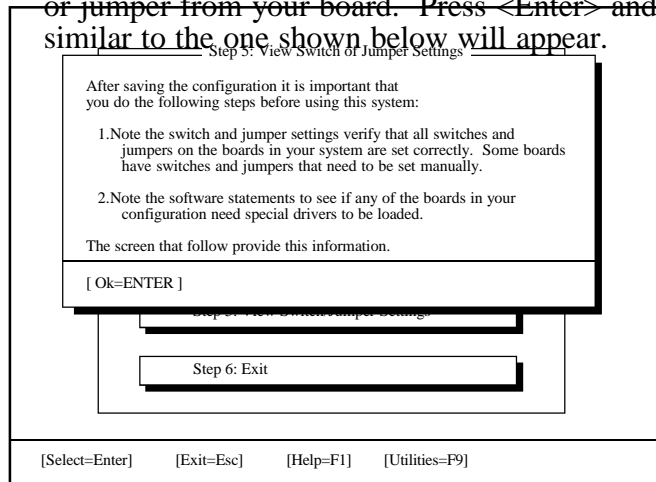 or jumper from your board. Press <Enter> and
similar to the one shown below will appear.
Step 5: View Switch or Jumper Settings
After saving the configuration it is important that
you do the following steps before using this system:
1.Note the switch and jumper settings verify that all switches and
jumpers on the boards in your system are set correctly. Some boards
have switches and jumpers that need to be set manually.
2.Note the software statements to see if any of the boards in your
configuration need special drivers to be loaded.
The screen that follow provide this information.
[ Ok=ENTER ]
Step 5: View Switch/Jumper Settings
Step 6: Exit
[Select=Enter] [Exit=Esc] [Help=F1] [Utilities=F9]